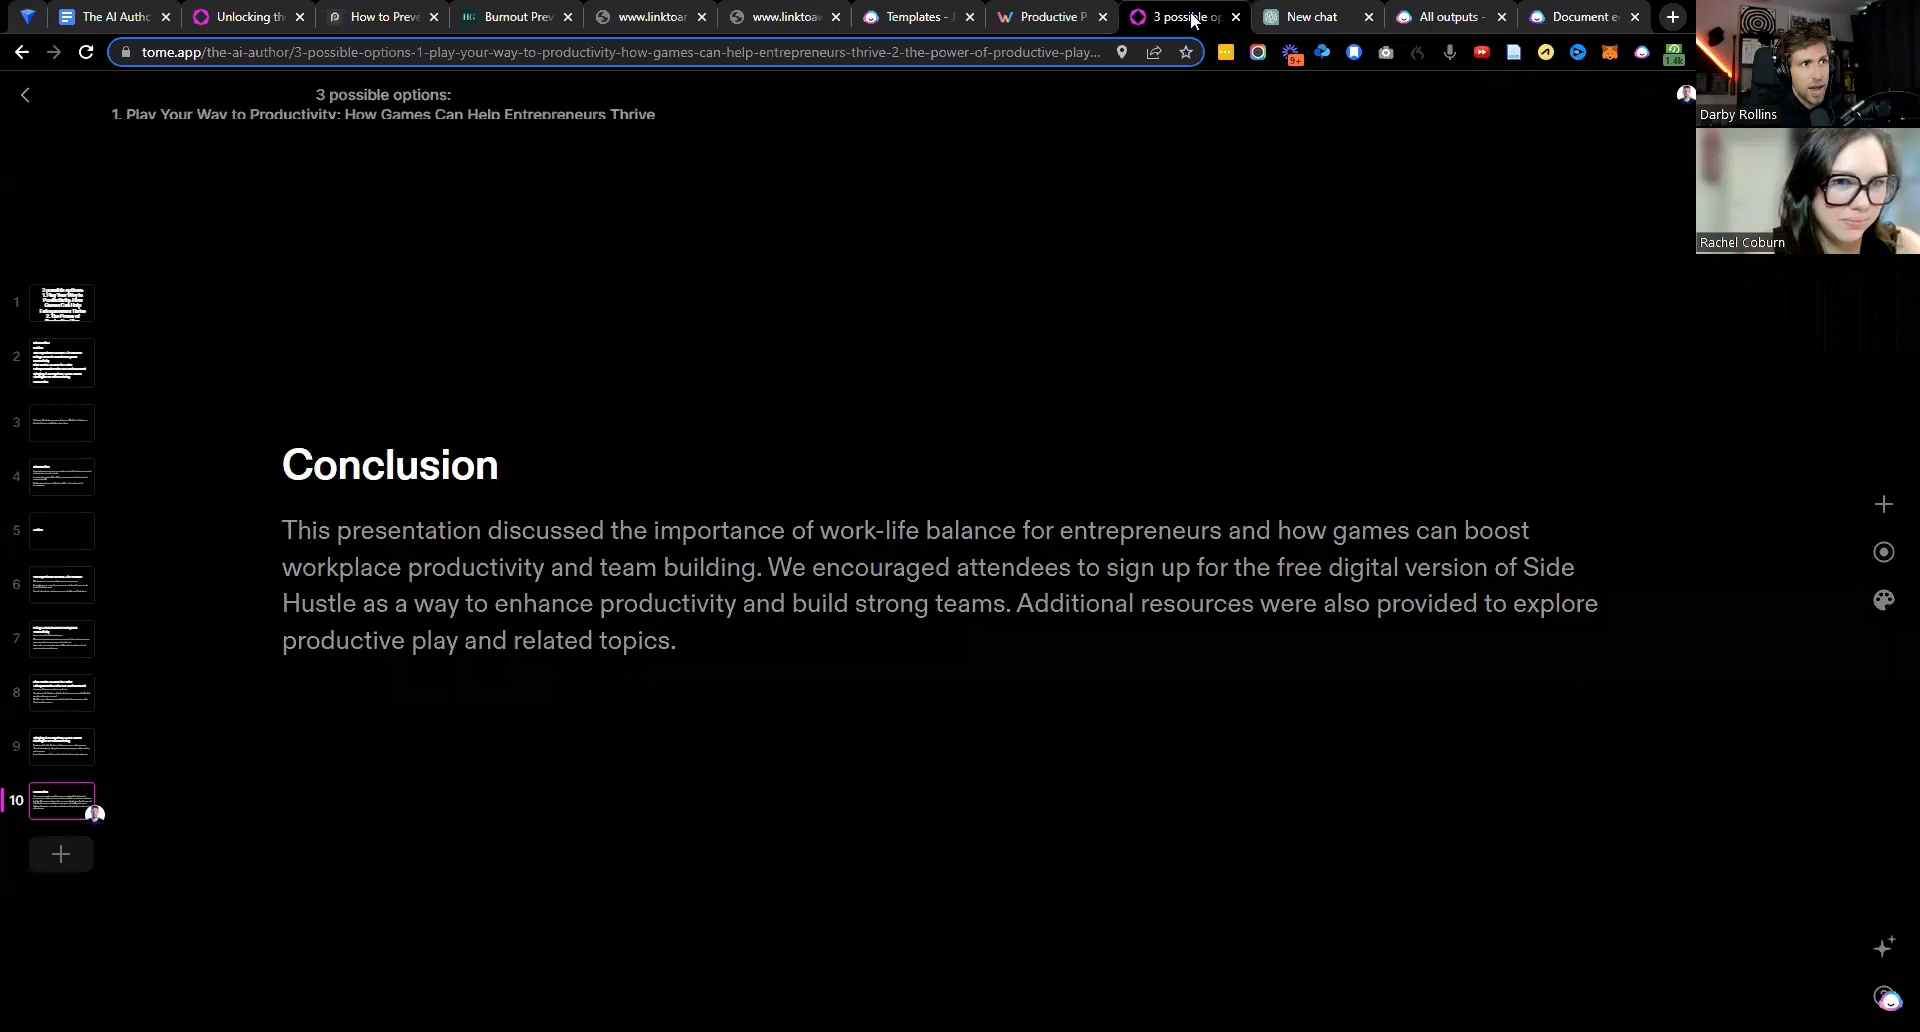 The AI Autho
Unlocking th
How to Preve
Burnout Prev
www.linktoar
www.linktoav
Templates - J
Productive P
3 possible op
New chat
All outputs -
Document e
tome.app/the-ai-author/3-possible-options-1-play-your-way-to-productivity-how-games-can-help-entrepreneurs-thrive-2-the-power-of-productive-play...
9+
1.4k
3 possible options:
1. Play Your Way to Productivity: How Games Can Help Entrepreneurs Thrive
Darby Rollins
Rachel Coburn
1
2
3
4
5
6
7
8
9
10
Conclusion
This presentation discussed the importance of work-life balance for entrepreneurs and how games can boost
workplace productivity and team building. We encouraged attendees to sign up for the free digital version of Side
Hustle as a way to enhance productivity and build strong teams. Additional resources were also provided to explore
productive play and related topics.